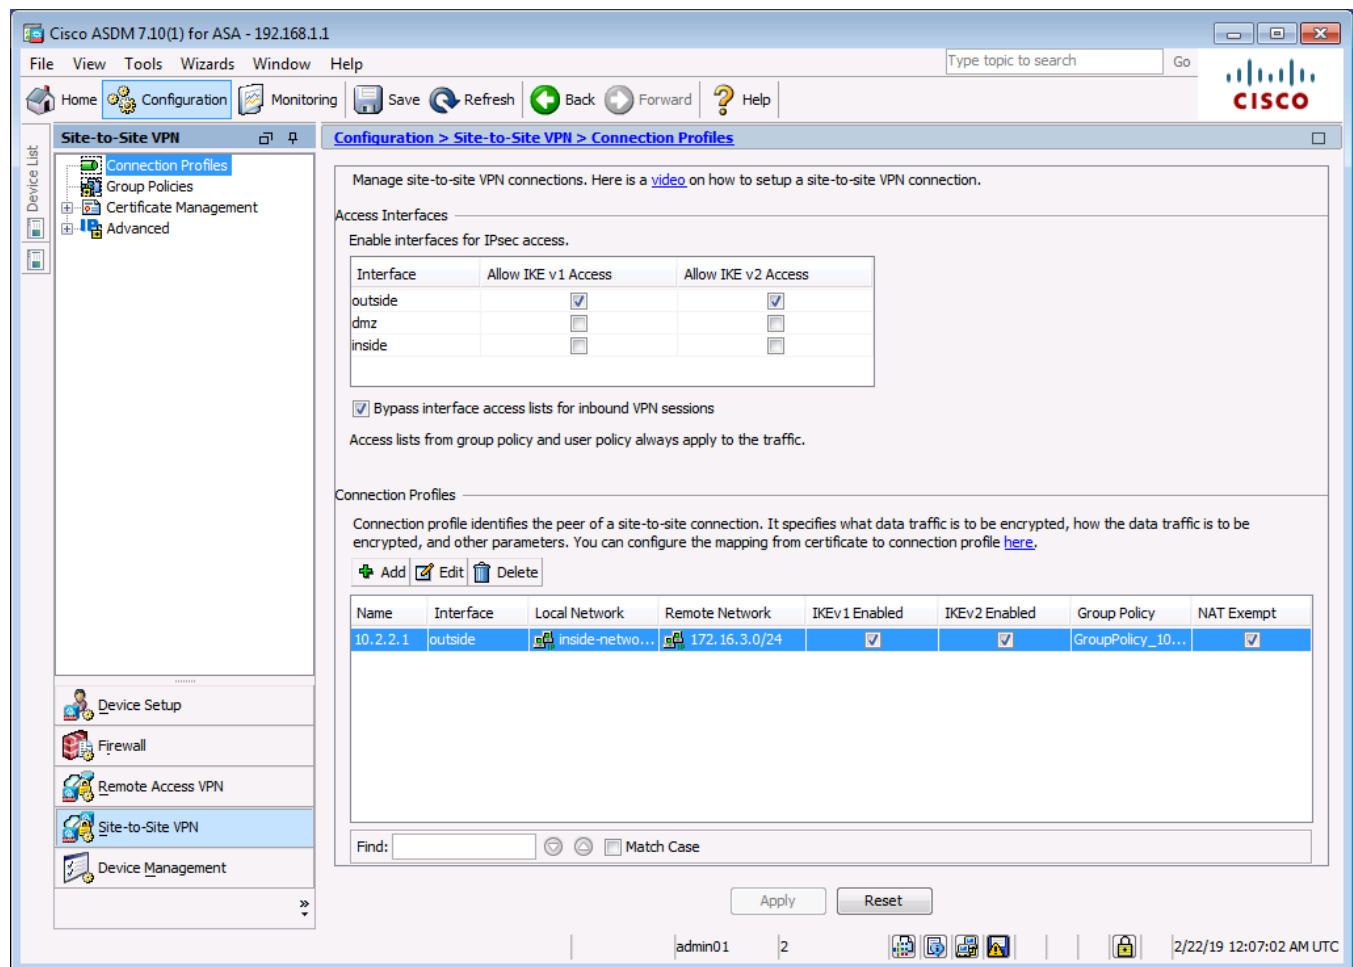 Cisco ASDM 7.10(1) for ASA - 192.168.1.1
File View Tools Wizards Window Help
Type topic to search Go
Home Configuration Monitoring Save Refresh Back Forward Help
CISCO
Device List
Site-to-Site VPN
Connection Profiles
Group Policies
Certificate Management
Advanced
Device Setup
Firewall
Remote Access VPN
Site-to-Site VPN
Device Management
»
Configuration > Site-to-Site VPN > Connection Profiles
Manage site-to-site VPN connections. Here is a video on how to setup a site-to-site VPN connection.
Access Interfaces
Enable interfaces for IPsec access.
Interface Allow IKE v1 Access Allow IKE v2 Access
outside
dmz
inside
Bypass interface access lists for inbound VPN sessions
Access lists from group policy and user policy always apply to the traffic.
Connection Profiles
Connection profile identifies the peer of a site-to-site connection. It specifies what data traffic is to be encrypted, how the data traffic is to be
encrypted, and other parameters. You can configure the mapping from certificate to connection profile here.
Add Edit Delete
Name Interface Local Network Remote Network IKEv1 Enabled IKEv2 Enabled Group Policy NAT Exempt
10.2.2.1 outside inside-netwo... 172.16.3.0/24 GroupPolicy_10...
Find: Match Case
Apply Reset
admin01 2 2/22/19 12:07:02 AM UTC